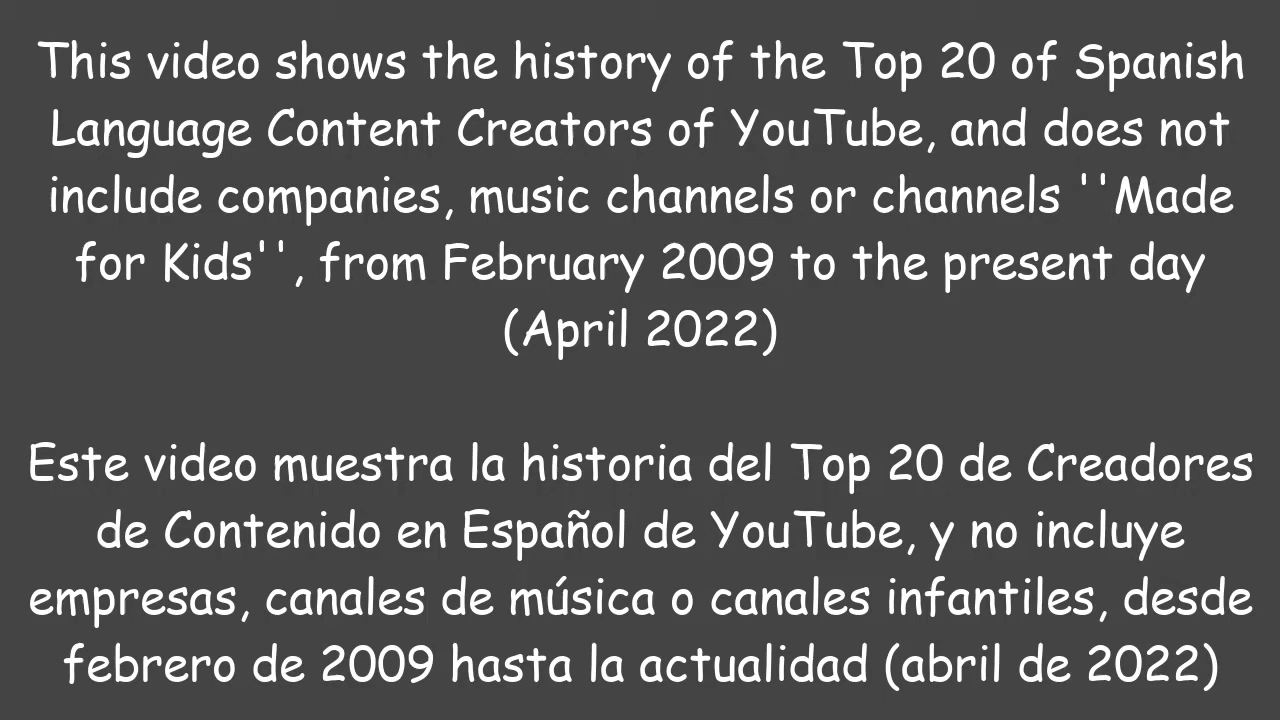 This video shows the history of the Top 20 of Spanish
Language Content Creators of YouTube, and does not
include companies, music channels or channels ''Made
for Kids'', from February 2009 to the present day
(April 2022)
Este video muestra la historia del Top 20 de Creadores
de Contenido en Español de YouTube, y no incluye
empresas, canales de música o canales infantiles, desde
febrero de 2009 hasta la actualidad (abril de 2022)